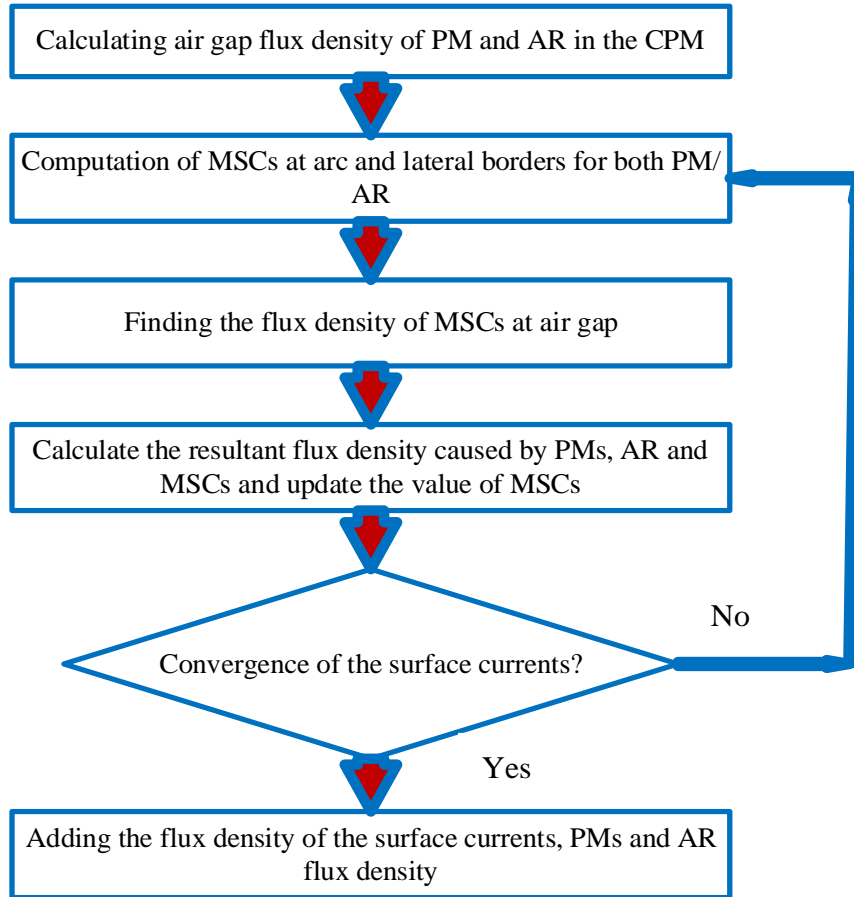 Calculating air gap flux density of PM and AR in the CPM
Computation of MSCs at arc and lateral borders for both PM/
AR
Finding the flux density of MSCs at air gap
Calculate the resultant flux density caused by PMs, AR and
MSCs and update the value of MSCs
No
Convergence of the surface currents?
Yes
Adding the flux density of the surface currents, PMs and AR
flux density